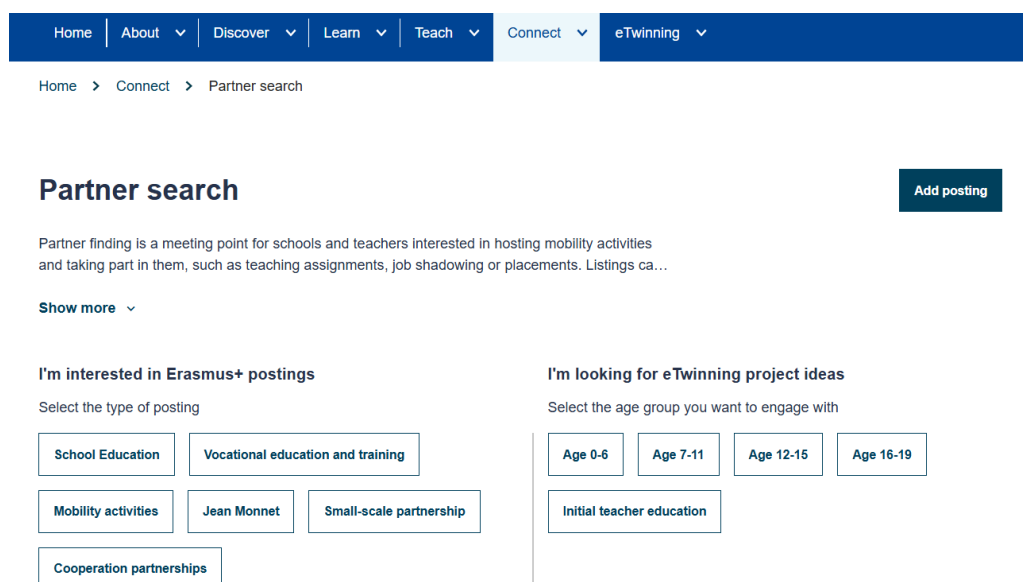 Home About Discover Learn Teach Connect eTwinning
Home > Connect > Partner search
Partner search
Add posting
Partner finding is a meeting point for schools and teachers interested in hosting mobility activities
and taking part in them, such as teaching assignments, job shadowing or placements. Listings ca…
Show more
I'm interested in Erasmus+ postings
Select the type of posting
School Education Vocational education and training
Mobility activities Jean Monnet Small-scale partnership
Cooperation partnerships
I'm looking for eTwinning project ideas
Select the age group you want to engage with
Age 0-6 Age 7-11 Age 12-15 Age 16-19
Initial teacher education